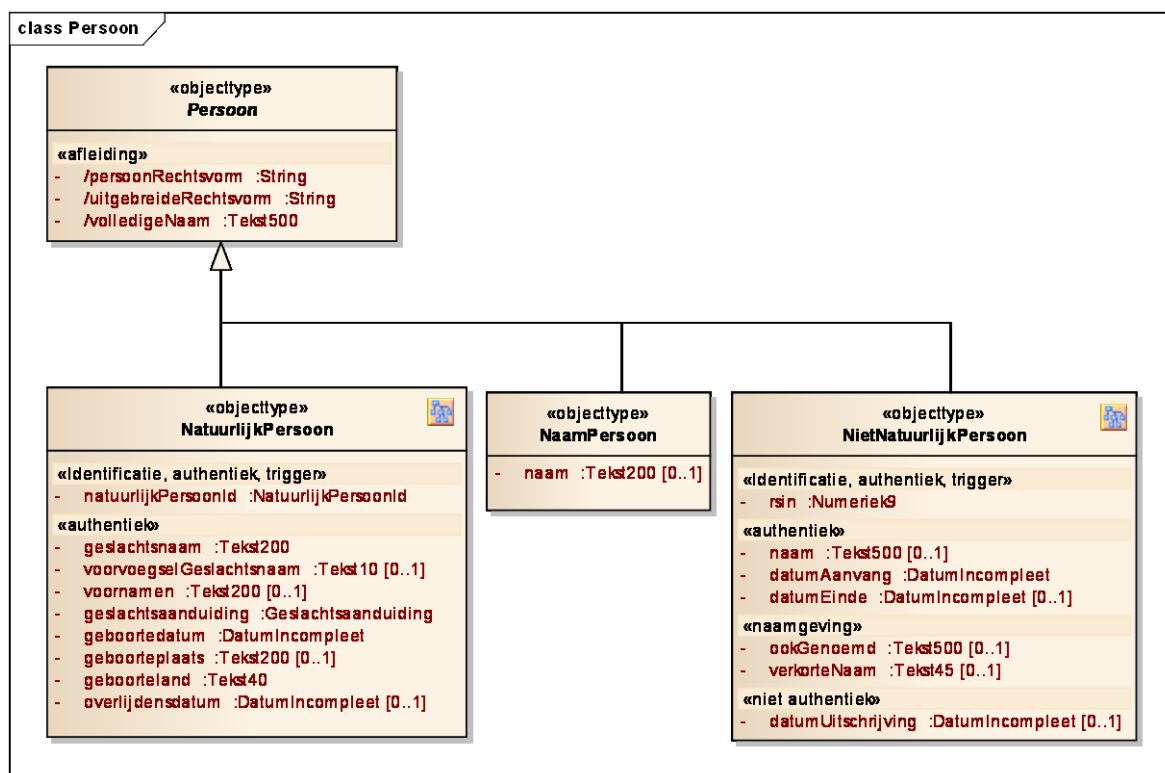 class Persoon
«objecttype»
Persoon
«afleiding»
- /persoonRechtsvorm :String
- /uitgebreideRechtsvorm :String
- /volledigeNaam :Tekst500
«objecttype»
NatuurlijkPersoon
«Identificatie, authentiek, trigger»
- natuurlijkPersoonId :NatuurlijkPersoonId
«authentiek»
- geslachtsnaam :Tekst200
- voorvoegselGeslachtsnaam :Tekst10 [0..1]
- voornamen :Tekst200 [0..1]
- geslachtsaanduiding :Geslachtsaanduiding
- geboortedatum :DatumIncompleet
- geboorteplaats :Tekst200 [0..1]
- geboorteland :Tekst40
- overlijdensdatum :DatumIncompleet [0..1]
«objecttype»
NaamPersoon
- naam :Tekst200 [0..1]
«objecttype»
NietNatuurlijkPersoon
«Identificatie, authentiek, trigger»
- rsin :Numeriek9
«authentiek»
- naam :Tekst500 [0..1]
- datumAanvang :DatumIncompleet
- datumEinde :DatumIncompleet [0..1]
«naamgeving»
- ookGenoemd :Tekst500 [0..1]
- verkorteNaam :Tekst45 [0..1]
«niet authentiek»
- datumUitschrijving :DatumIncompleet [0..1]